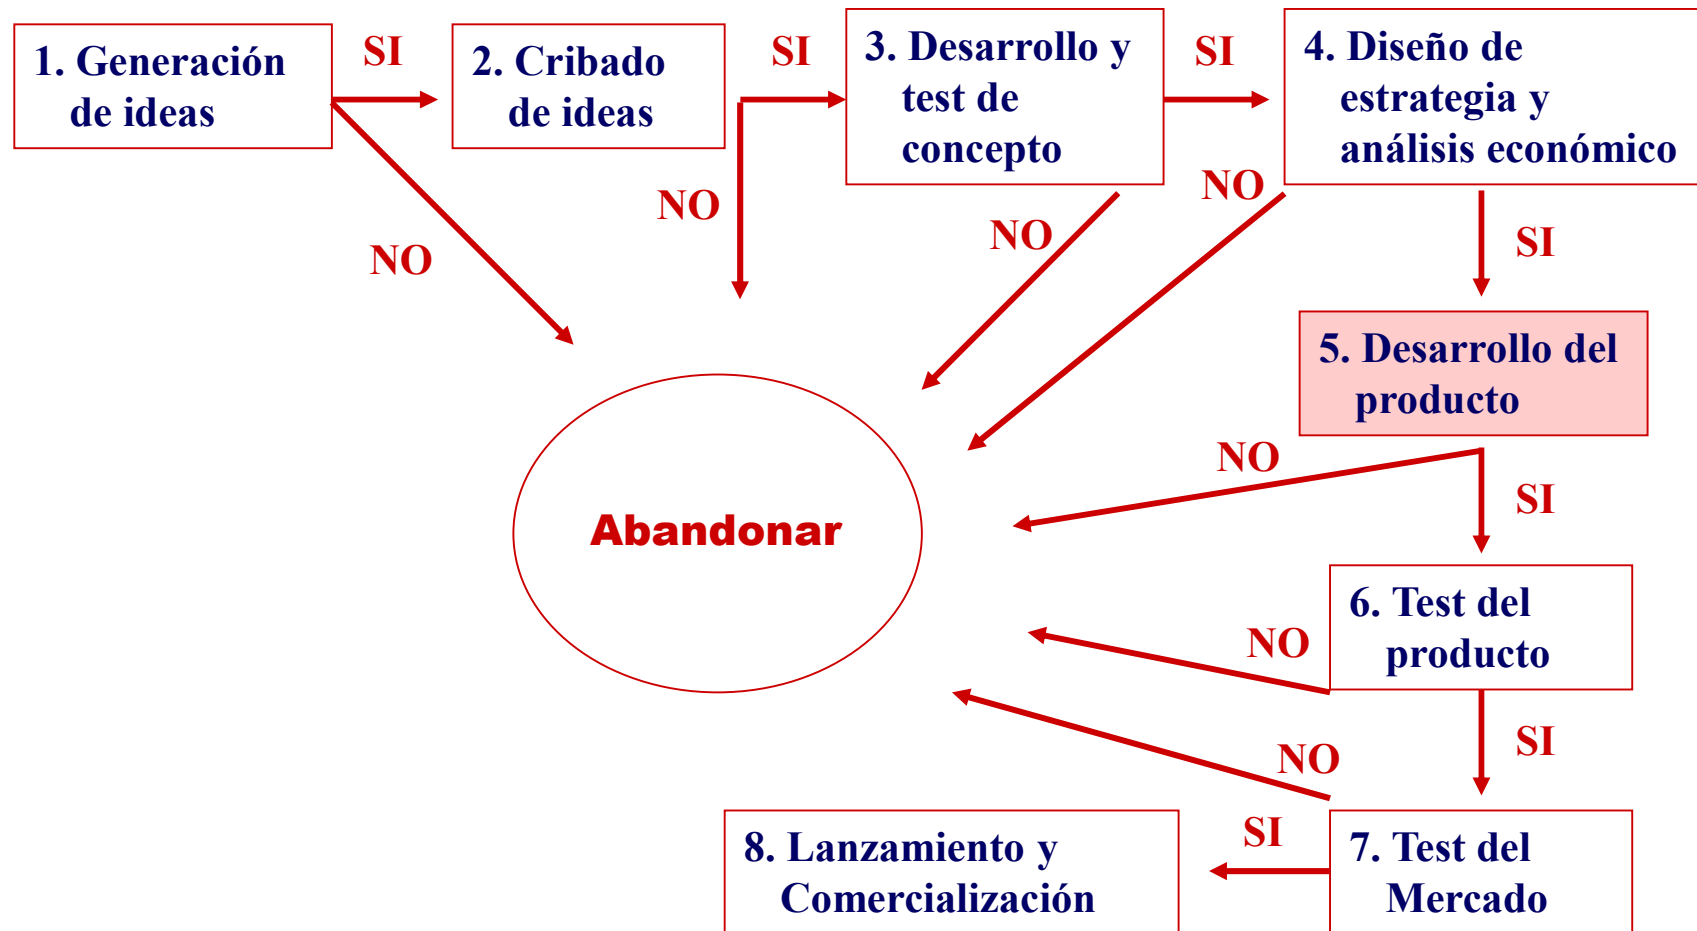 1. Generación
de ideas
SI
2. Cribado
de ideas
SI
3. Desarrollo y
test de
concepto
SI
4. Diseño de
estrategia y
análisis económico
NO
NO
NO
NO
SI
5. Desarrollo del
producto
NO
SI
Abandonar
6. Test del
producto
NO
SI
NO
8. Lanzamiento y
Comercialización
SI
7. Test del
Mercado